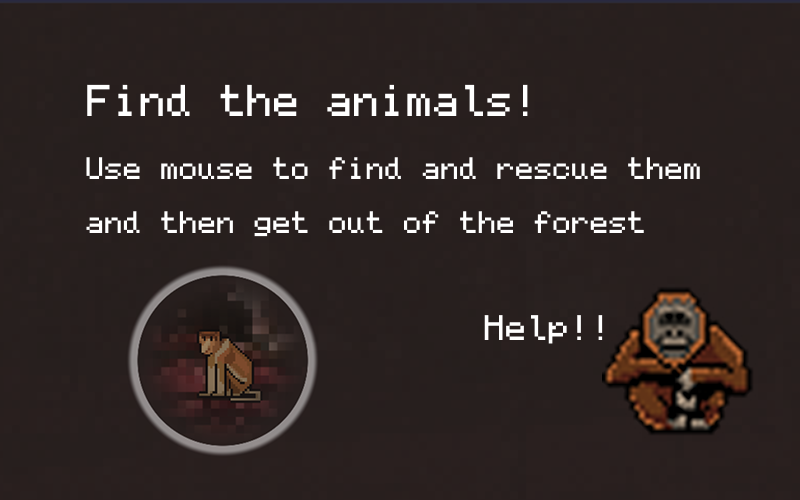 Find the animals!
Use mouse to find and rescue them
and then get out of the forest
Help!!